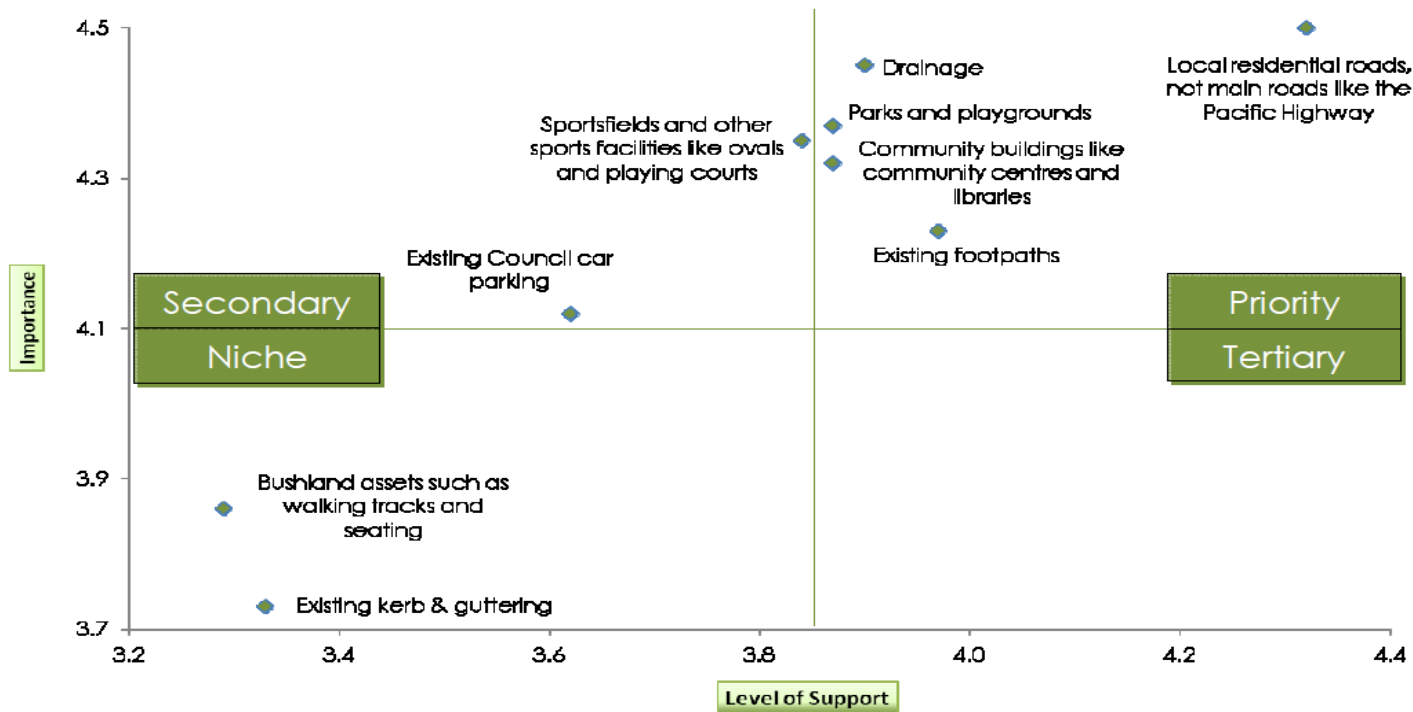 4.5
Drainage
Local residential roads,
not main roads like the
Pacific Highway
Parks and playgrounds
Sportsfields and other
sports facilities like ovals
and playing courts
Community buildings like
community centres and
libraries
4.3
Existing footpaths
Existing Council car
parking
Secondary
Priority
Importance
4.1
Niche
Tertiary
3.9
Bushland assets such as
walking tracks and
seating
Existing kerb & guttering
3.7
3.2
3.4
3.6
3.8
4.0
4.2
4.4
Level of Support